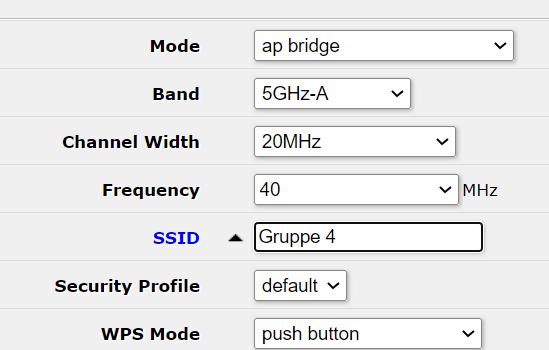 Mode ap bridge
Band 5GHz-A
Channel Width 20MHz
Frequency 40 MHz
SSID Gruppe 4
Security Profile default
WPS Mode push button